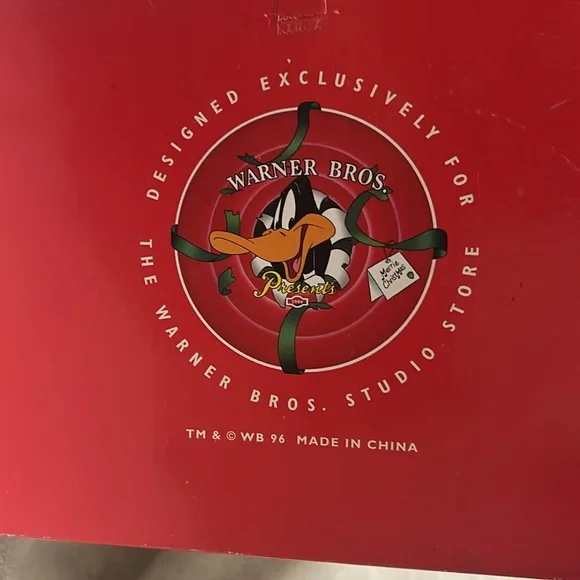 DESIGNED EXCLUSIVELY FOR
THE WARNER BROS. STUDIO STORE
WARNER BROS.
Presents
Merrie
Christmas
TM & © WB 96 MADE IN CHINA